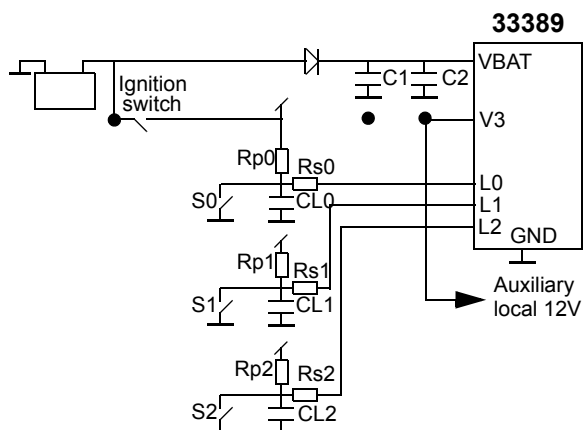 33389
VBAT
C1
C2
Ignition
switch
V3
Rp0
Rs0
S0
CL0
L0
L1
L2
GND
Rp1
Rs1
S1
CL1
Auxiliary
local 12V
Rp2
Rs2
S2
CL2